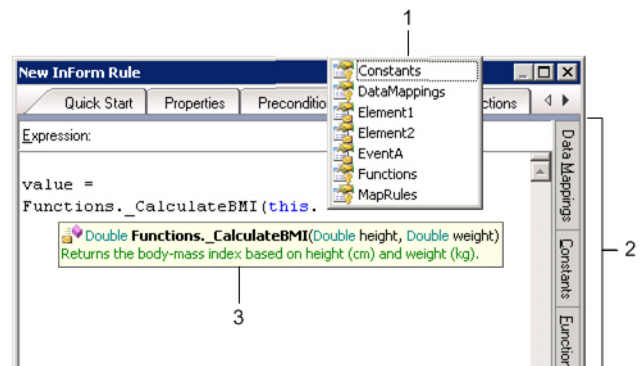 1
New InForm Rule
Quick Start
Properties
Preconditio
ctions
Constants
DataMappings
Element1
Element2
EventA
Functions
MapRules
Expression:
value =
Functions._CalculateBMI(this.
Double Functions._CalculateBMI(Double height, Double weight)
Returns the body-mass index based on height (cm) and weight (kg).
Data Mappings
Constants
Function
2
3